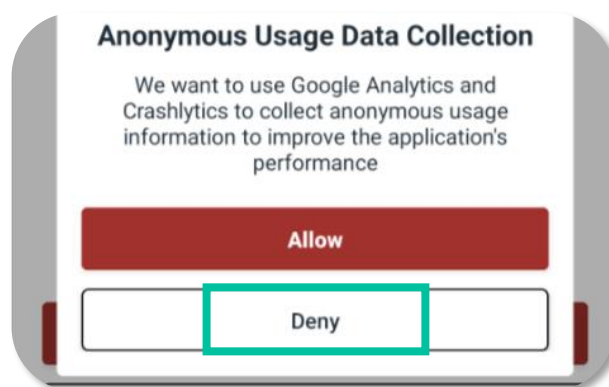 Anonymous Usage Data Collection
We want to use Google Analytics and
Crashlytics to collect anonymous usage
information to improve the application's
performance
Allow
Deny